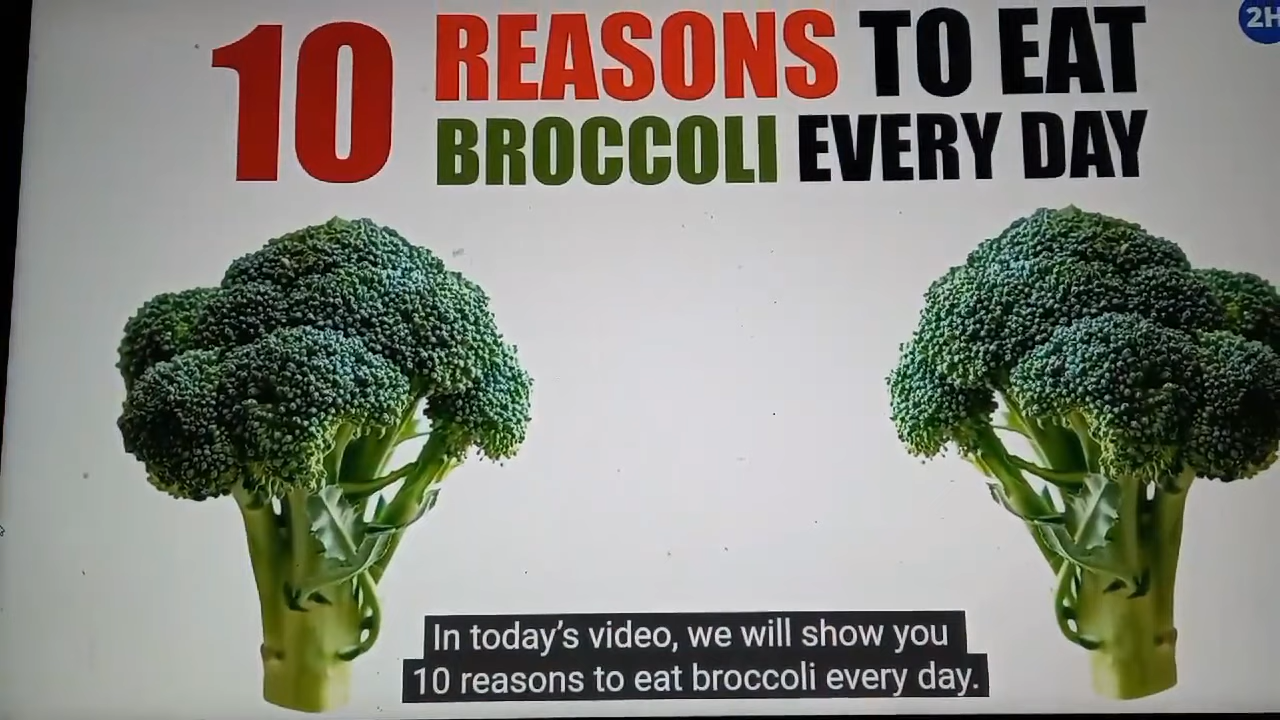 10 REASONS TO EAT
BROCCOLI EVERY DAY
2H
In today's video, we will show you
10 reasons to eat broccoli every day.